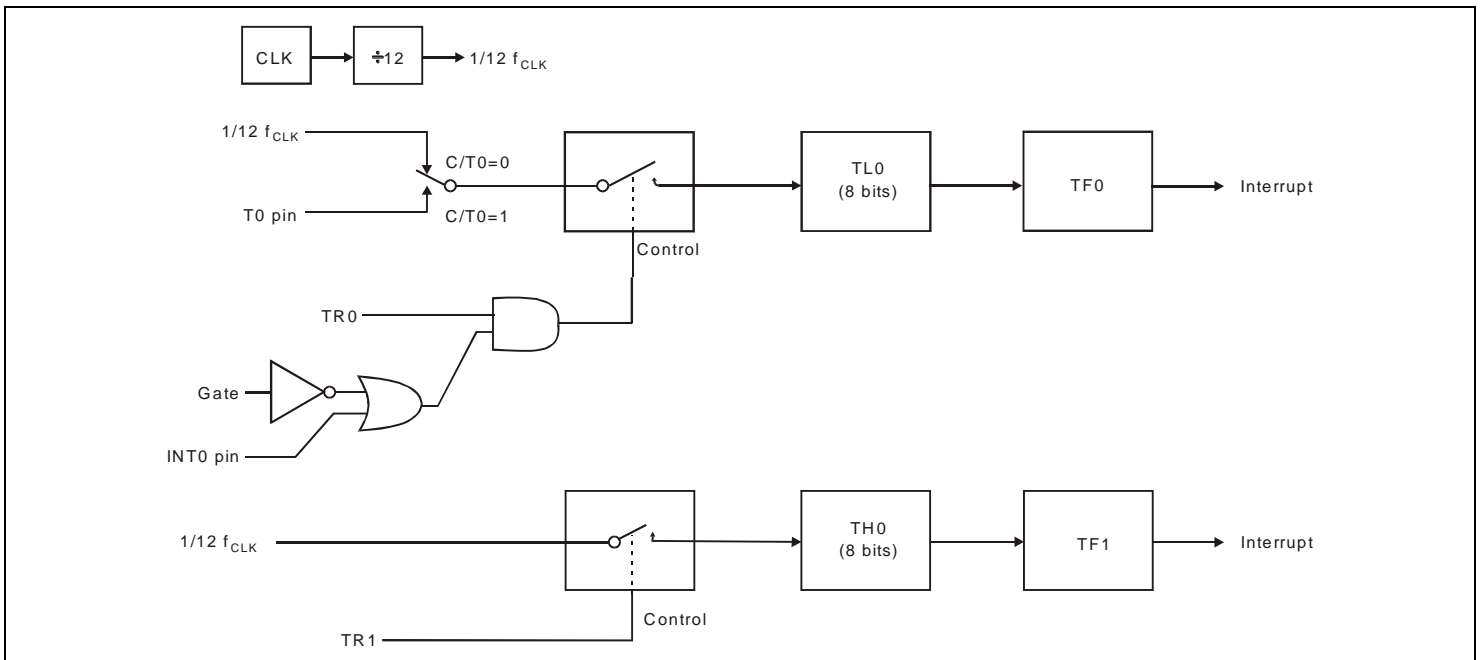 CLK
÷12
1/12 fCLK
1/12 fCLK
C/T0=0
T0 pin
C/T0=1
TL0
(8 bits)
TF0
Interrupt
Control
TR0
Gate
INT0 pin
1/12 fCLK
TH0
(8 bits)
TF1
Interrupt
Control
TR1